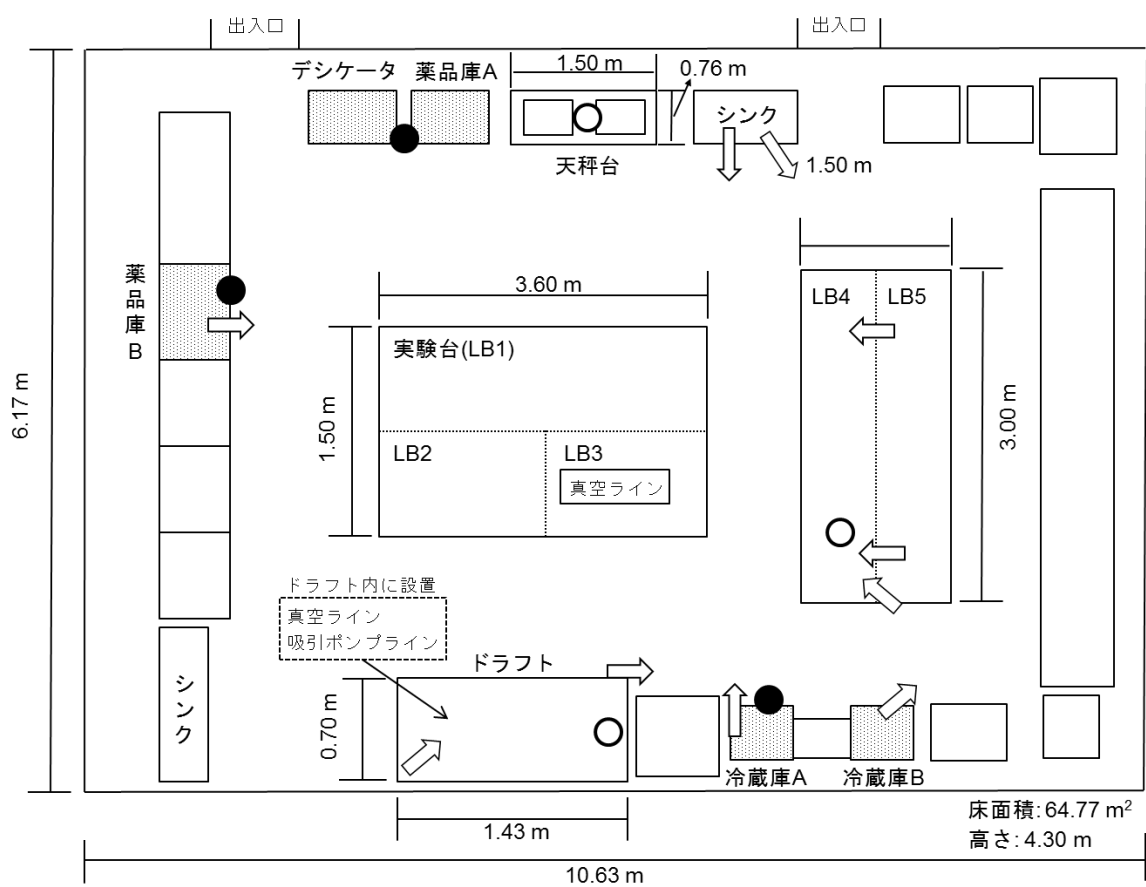 出入口
出入口
デシケータ
薬品庫A
1.50 m
0.76 m
シンク
天秤台
1.50 m
薬品庫B
3.60 m
LB4
LB5
実験台(LB1)
6.17 m
1.50 m
3.00 m
LB2
LB3
真空ライン
ドラフト内に設置
真空ライン
吸引ポンプライン
ドラフト
シンク
0.70 m
冷蔵庫A
冷蔵庫B
1.43 m
床面積: 64.77 m²
高さ: 4.30 m
10.63 m